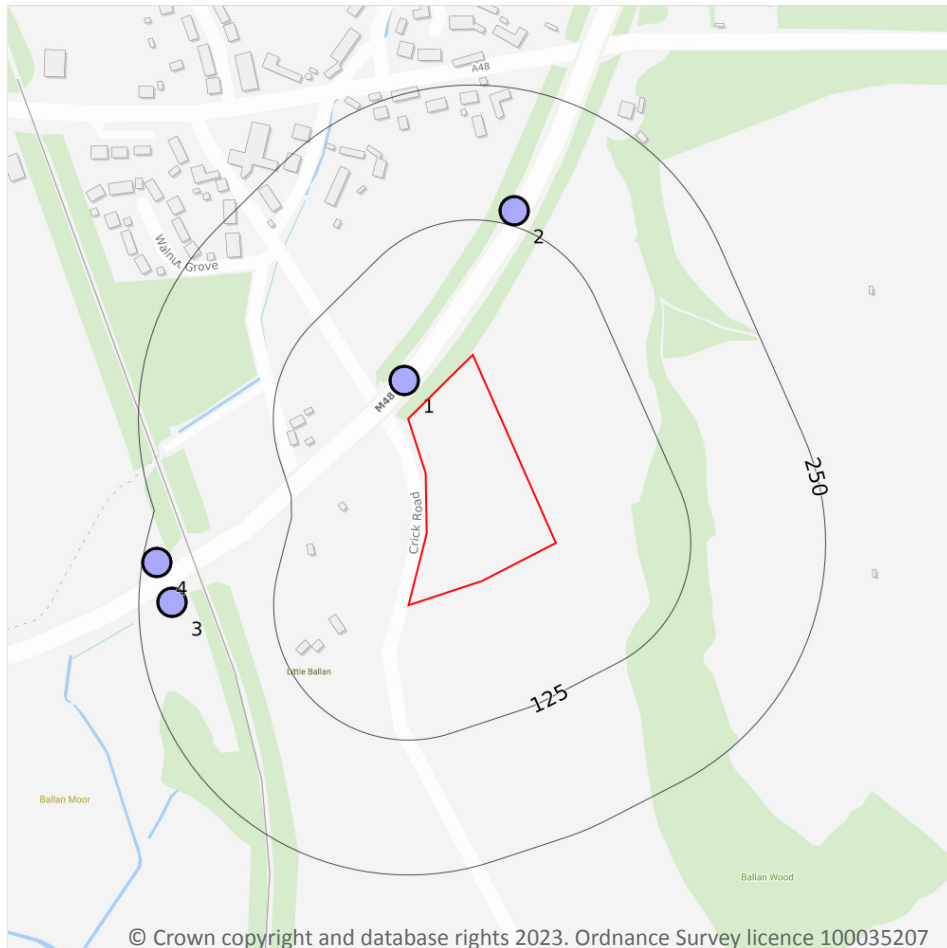 A48
2
Walnut Grove
M48
1
250
Crick Road
4
3
Little Ballan
125
Ballan Moor
Ballan Wood
© Crown copyright and database rights 2023. Ordnance Survey licence 100035207